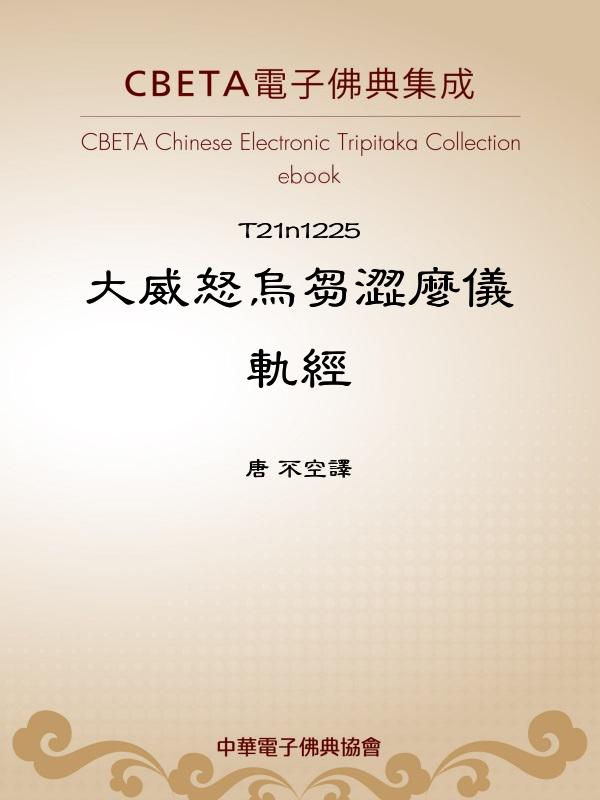 CBETA電子佛典集成
CBETA Chinese Electronic Tripitaka Collection
ebook
T21n1225
大威怒烏芻澀麼儀
軌經
唐 不空譯
中華電子佛典協會